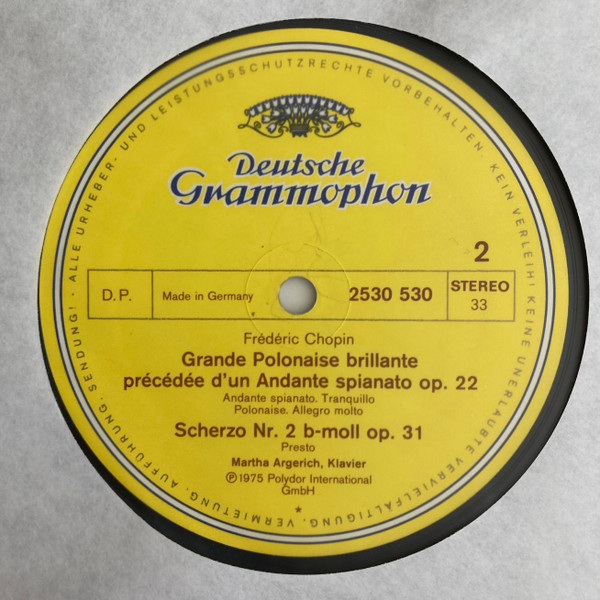 ALLE URHEBER- UND LEISTUNGSSCHUTZRECHTE VORBEHALTEN. KEIN VERLEIH! KEINE UNERLAUBTE VERVIELFÄLTIGUNG, VERMIETUNG, AUFFÜHRUNG, SENDUNG!
Deutsche
Grammophon
2
D.P. Made in Germany 2530 530 STEREO
33
Frédéric Chopin
Grande Polonaise brillante
précédée d'un Andante spianato op. 22
Andante spianato. Tranquillo
Polonaise. Allegro molto
Scherzo Nr. 2 b-moll op. 31
Presto
Martha Argerich, Klavier
℗1975 Polydor International
GmbH
*